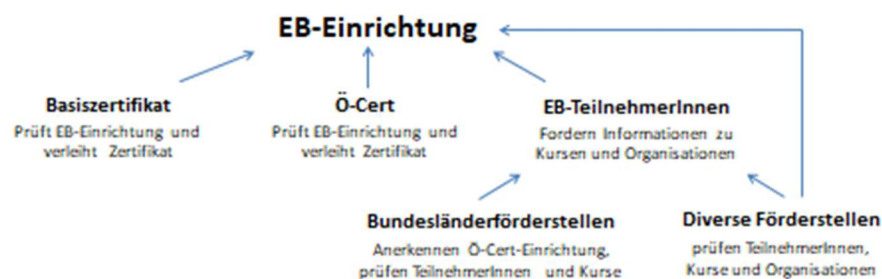 EB-Einrichtung
Basiszertifikat
Prüft EB-Einrichtung und
verleiht Zertifikat
Ö-Cert
Prüft EB-Einrichtung und
verleiht Zertifikat
EB-TeilnehmerInnen
Fordern Informationen zu
Kursen und Organisationen
Bundesländerförderstellen
Anerkennen Ö-Cert-Einrichtung,
prüfen TeilnehmerInnen und Kurse
Diverse Förderstellen
prüfen TeilnehmerInnen,
Kurse und Organisationen